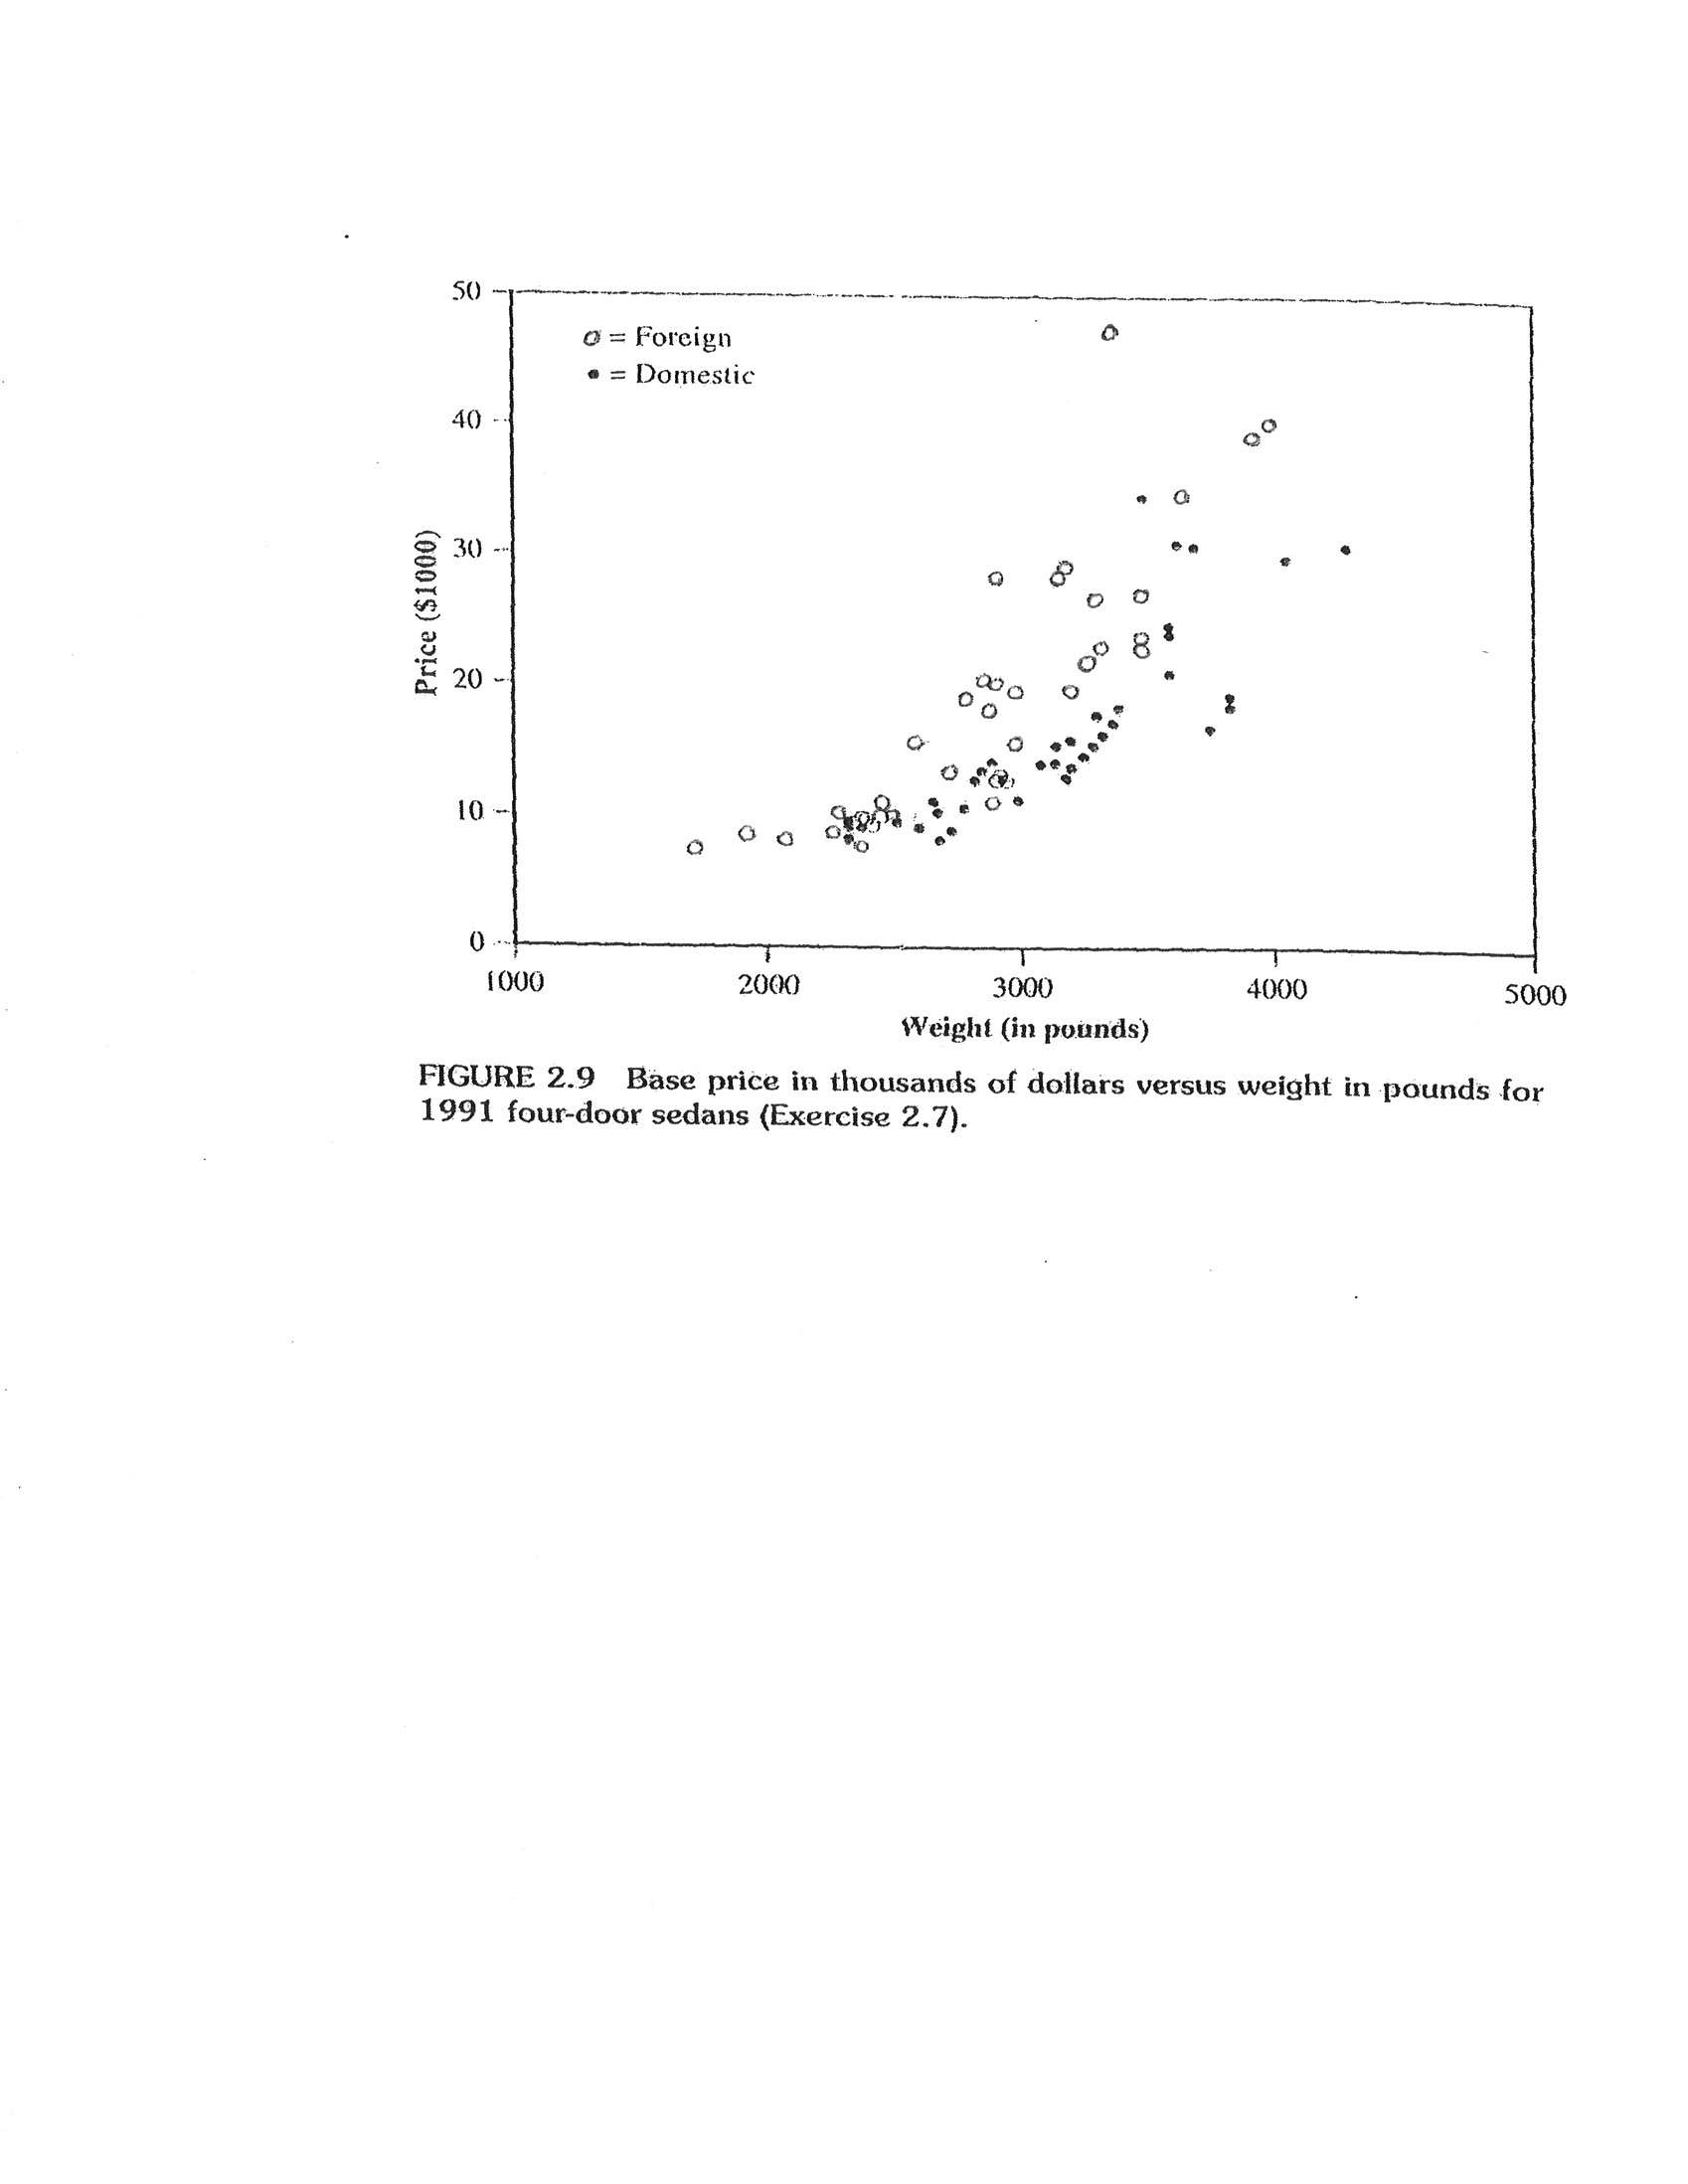 50
o = Foreign
• = Domestic
40
30
20
10
0
Price ($1000)
1000 2000 3000 4000 5000
Weight (in pounds)
FIGURE 2.9 Base price in thousands of dollars versus weight in pounds for
1991 four-door sedans (Exercise 2.7).